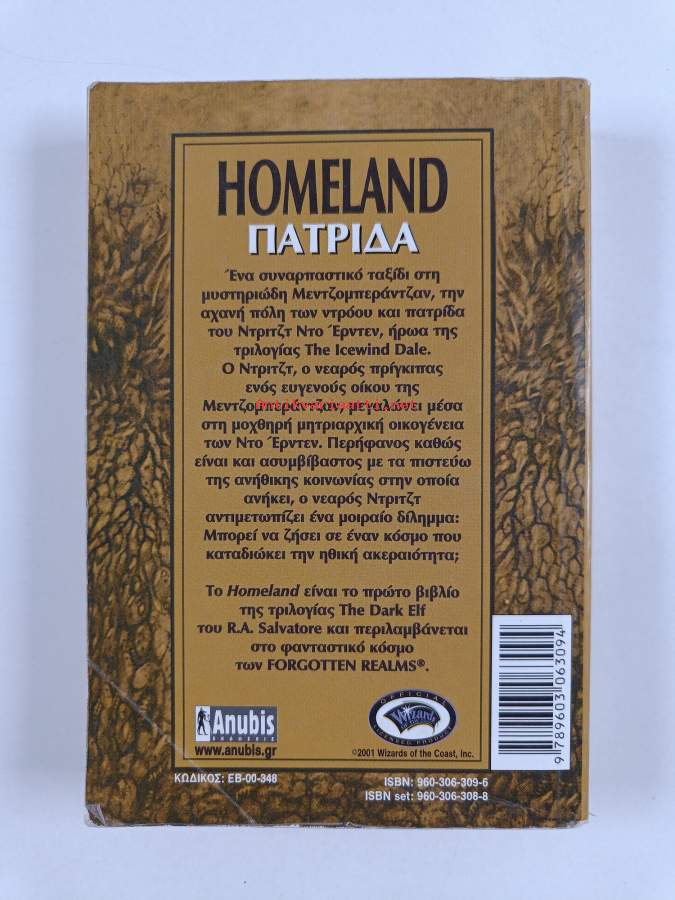 HOMELAND
ΠΑΤΡΙΔΑ
Ένα συναρπαστικό ταξίδι στη
μυστηριώδη Μεντζομπεράντζαν, την
αχανή πόλη των ντρόου και πατρίδα
του Ντριτζτ Ντο Έρντεν, ήρωα της
τριλογίας The Icewind Dale.
Ο Ντριτζτ, ο νεαρός πρίγκιπας
ενός ευγενούς οίκου της
Μεντζομπεράντζαν, μεγαλώνει μέσα
στη μοχθηρή μητριαρχική οικογένεια
των Ντο Έρντεν. Περήφανος καθώς
είναι και ασυμβίβαστος με τα πιστεύω
της ανήθικης κοινωνίας στην οποία
ανήκει, ο νεαρός Ντριτζτ
αντιμετωπίζει ένα μοιραίο δίλημμα:
Μπορεί να ζήσει σε έναν κόσμο που
καταδιώκει την ηθική ακεραιότητα;
Το Homeland είναι το πρώτο βιβλίο
της τριλογίας The Dark Elf
του R.A. Salvatore και περιλαμβάνεται
στο φανταστικό κόσμο
των FORGOTTEN REALMS®.
Anubis
www.anubis.gr
OFFICIAL
Wizards
LICENSED PRODUCT
©2001 Wizards of the Coast, Inc.
9 789603 063094
ΚΩΔΙΚΟΣ: ΕΒ-00-348
ISBN: 960-306-309-6
ISBN set: 960-306-308-8